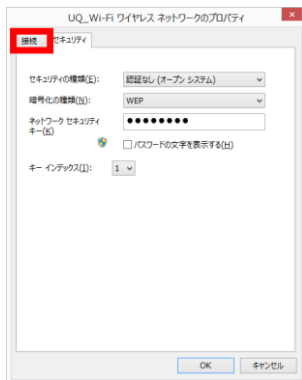 UQ_Wi-Fi ワイヤレス ネットワークのプロパティ
接続 セキュリティ
セキュリティの種類(E): 認証なし (オープン システム)
暗号化の種類(N): WEP
ネットワーク セキュリティ
キー(K) ●●●●●●●●
パスワードの文字を表示する(H)
キー インデックス(I): 1
OK キャンセル